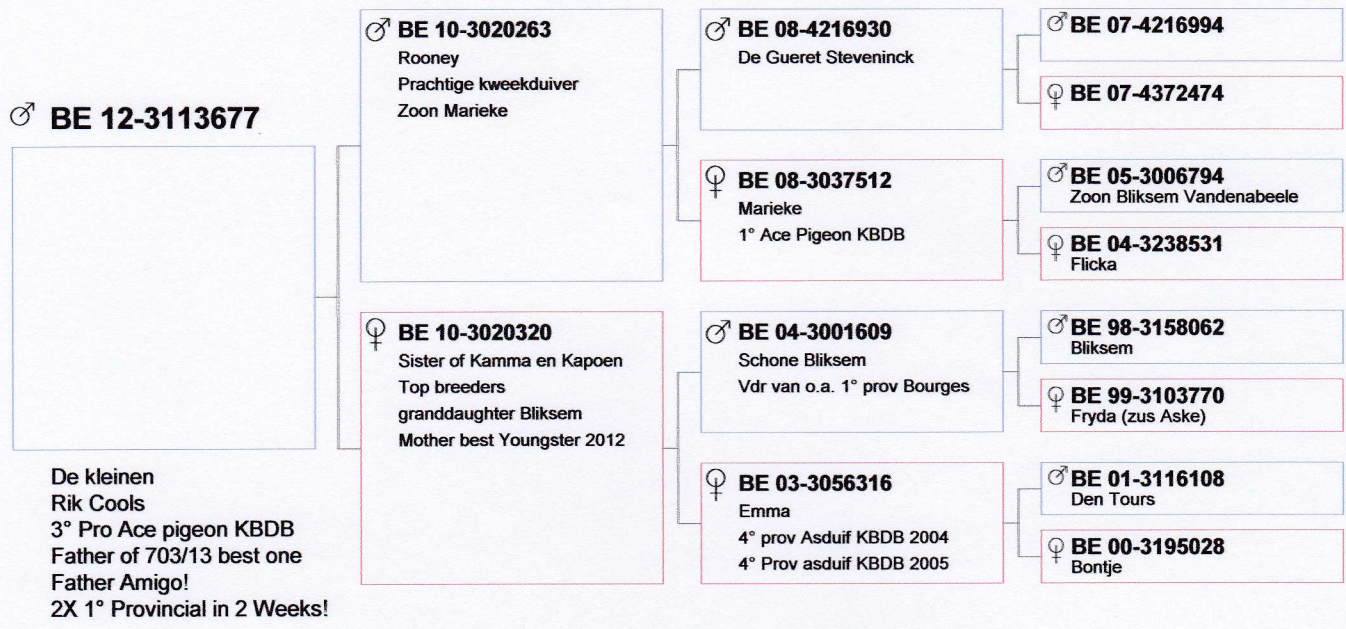 BE 12-3113677
De kleinen
Rik Cools
3° Pro Ace pigeon KBDB
Father of 703/13 best one
Father Amigo!
2X 1° Provincial in 2 Weeks!
BE 10-3020263
Rooney
Prachtige kweekduiver
Zoon Marieke
BE 10-3020320
Sister of Kamma en Kapoen
Top breeders
granddaughter Bliksem
Mother best Youngster 2012
BE 08-4216930
De Gueret Steveninck
BE 08-3037512
Marieke
1° Ace Pigeon KBDB
BE 04-3001609
Schone Bliksem
Vdr van o.a. 1° prov Bourges
BE 03-3056316
Emma
4° prov Asduif KBDB 2004
4° Prov asduif KBDB 2005
BE 07-4216994
BE 07-4372474
BE 05-3006794
Zoon Bliksem Vandenabeele
BE 04-3238531
Flicka
BE 98-3158062
Bliksem
BE 99-3103770
Fryda (zus Aske)
BE 01-3116108
Den Tours
BE 00-3195028
Bontje